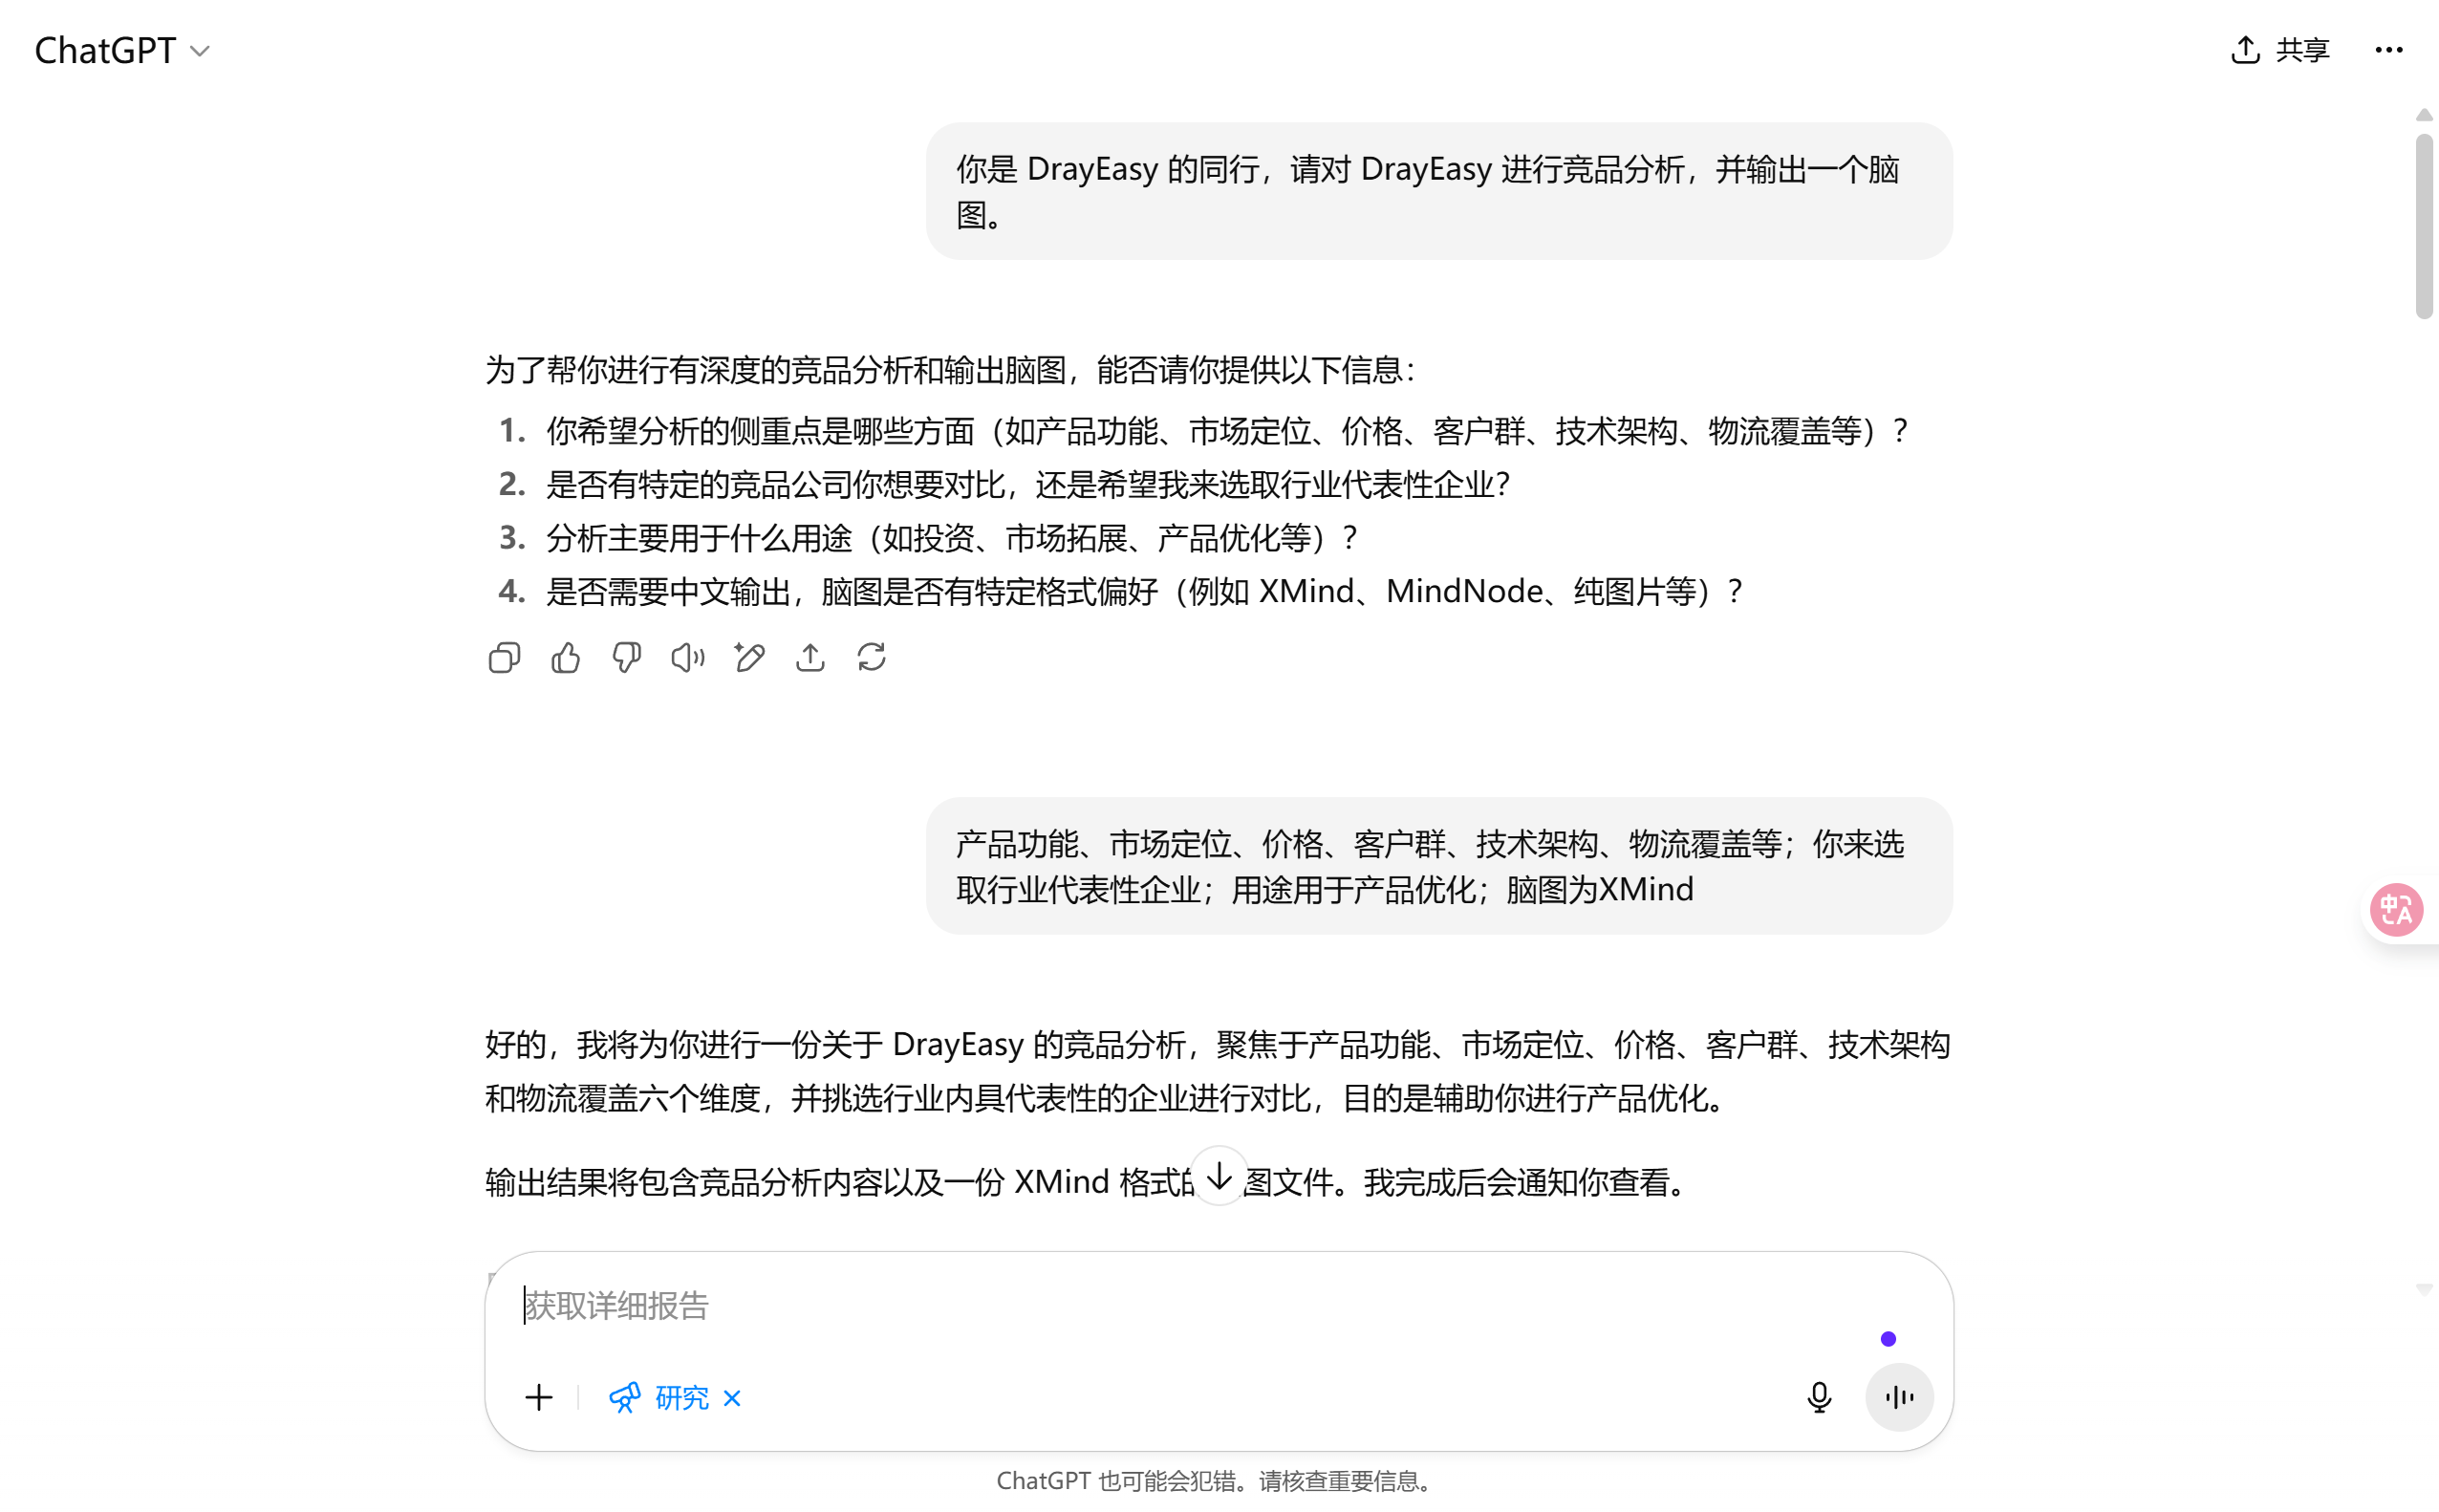 ChatGPT
共享
你是 DrayEasy 的同行，请对 DrayEasy 进行竞品分析，并输出一个脑
图。
为了帮你进行有深度的竞品分析和输出脑图，能否请你提供以下信息：
1. 你希望分析的侧重点是哪些方面（如产品功能、市场定位、价格、客户群、技术架构、物流覆盖等）？
2. 是否有特定的竞品公司你想要对比，还是希望我来选取行业代表性企业？
3. 分析主要用于什么用途（如投资、市场拓展、产品优化等）？
4. 是否需要中文输出，脑图是否有特定格式偏好（例如 XMind、MindNode、纯图片等）？
产品功能、市场定位、价格、客户群、技术架构、物流覆盖等；你来选
取行业代表性企业；用途用于产品优化；脑图为XMind
好的，我将为你进行一份关于 DrayEasy 的竞品分析，聚焦于产品功能、市场定位、价格、客户群、技术架构
和物流覆盖六个维度，并挑选行业内具代表性的企业进行对比，目的是辅助你进行产品优化。
输出结果将包含竞品分析内容以及一份 XMind 格式的图文件。我完成后会通知你查看。
获取详细报告
研究
中A
ChatGPT 也可能会犯错。请核查重要信息。